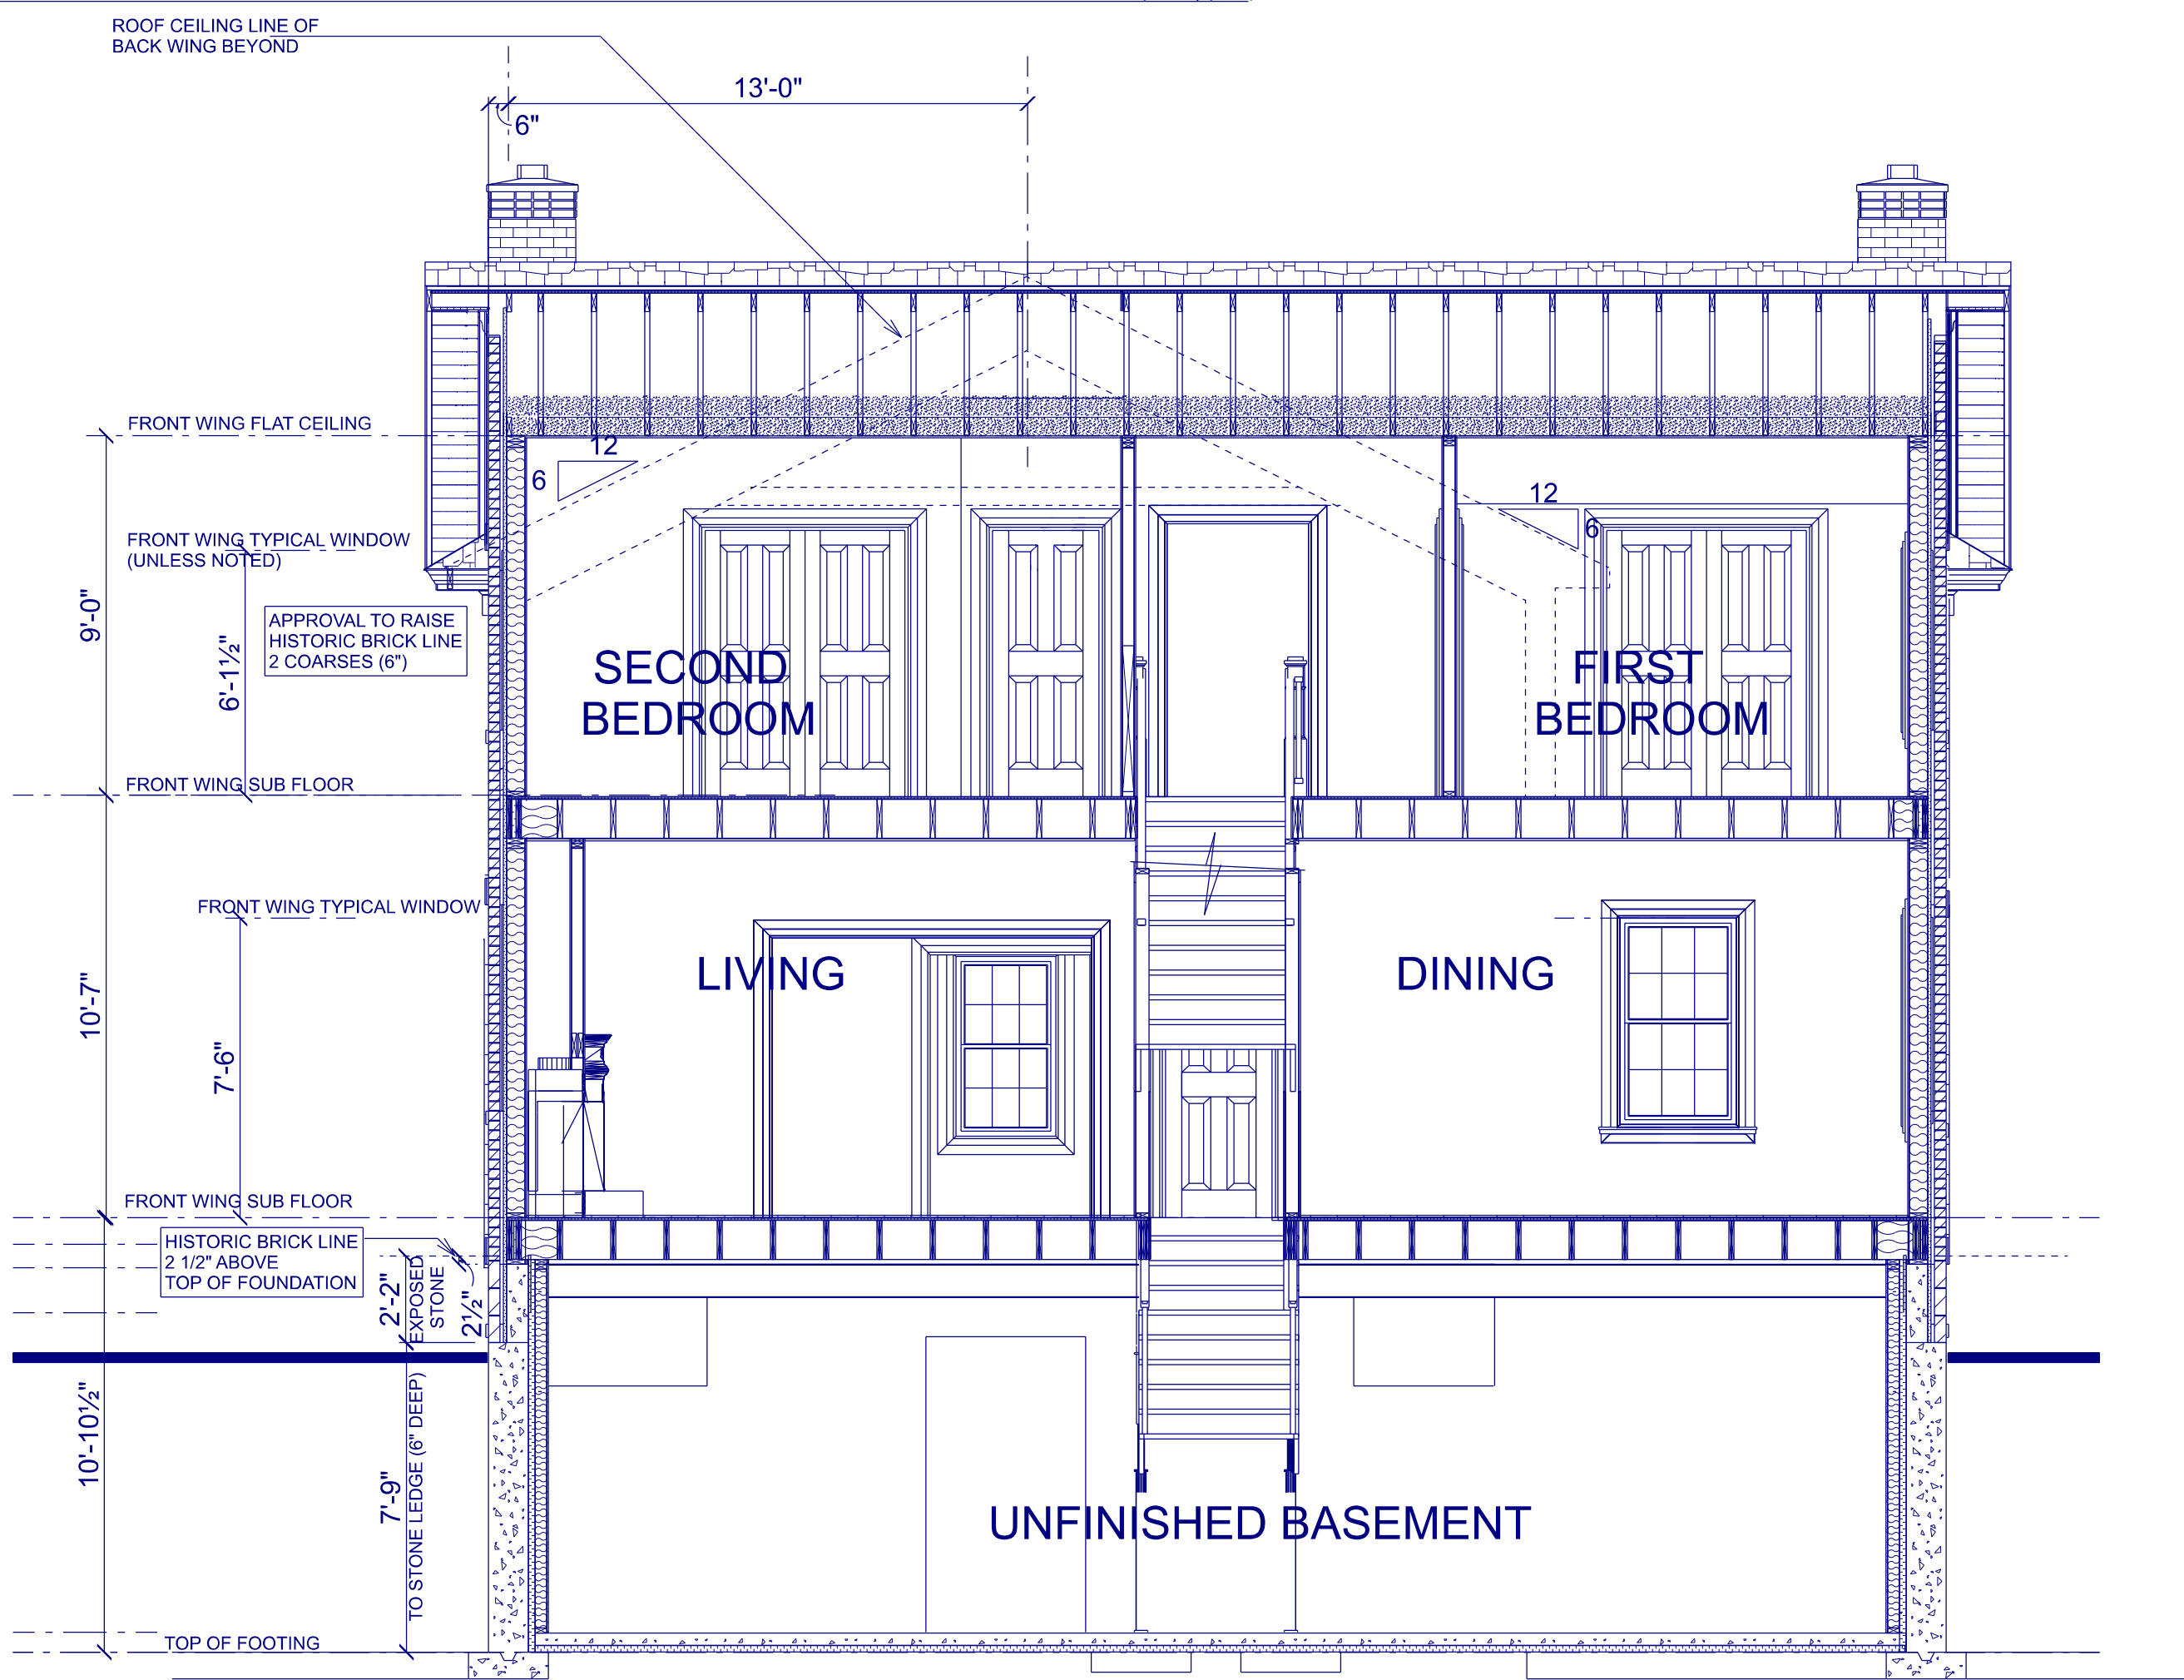 ROOF CEILING LINE OF
BACK WING BEYOND
13'-0"
6"
FRONT WING FLAT CEILING
12
6
12
6
FRONT WING TYPICAL WINDOW
(UNLESS NOTED)
9'-0"
APPROVAL TO RAISE
HISTORIC BRICK LINE
2 COARSES (6")
6'-1½"
SECOND
BEDROOM
FIRST
BEDROOM
FRONT WING SUB FLOOR
FRONT WING TYPICAL WINDOW
LIVING
DINING
10'-7"
7'-6"
FRONT WING SUB FLOOR
HISTORIC BRICK LINE
2 1/2" ABOVE
TOP OF FOUNDATION
2'-2"
EXPOSED
STONE
2½"
10'-10½"
7'-9"
TO STONE LEDGE (6" DEEP)
UNFINISHED BASEMENT
TOP OF FOOTING